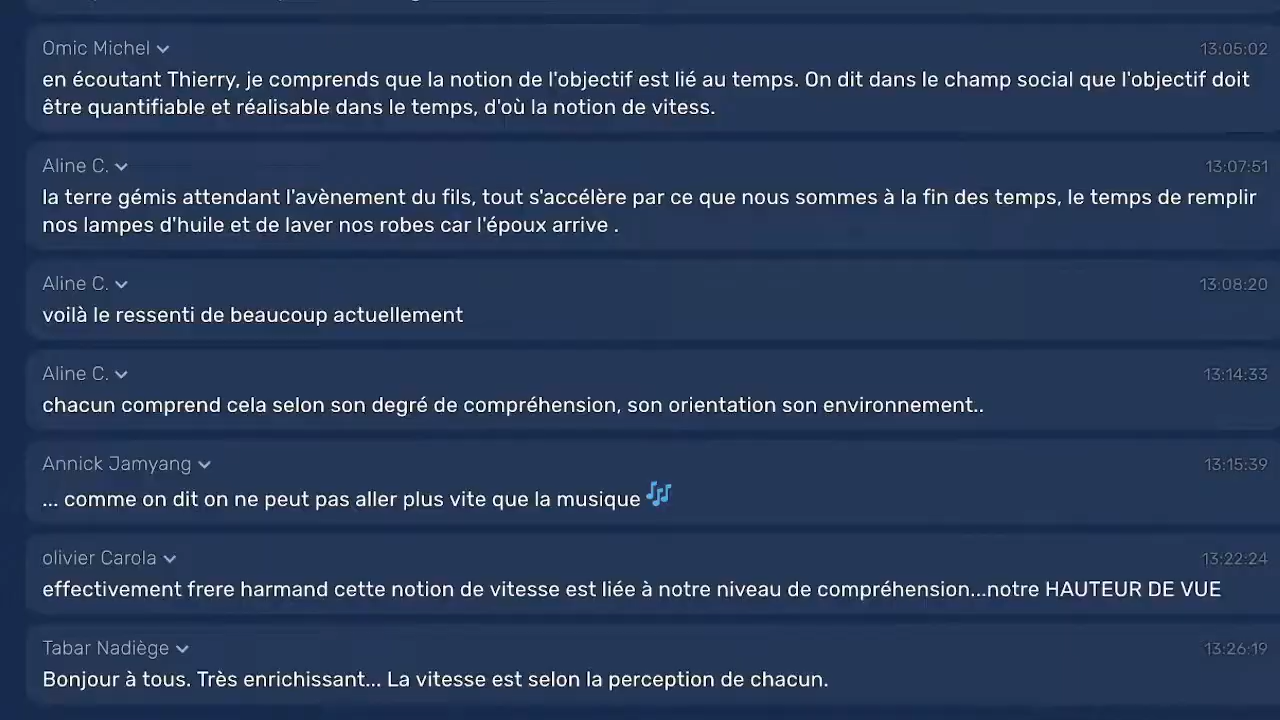 Omic Michel 13:05:02
en écoutant Thierry, je comprends que la notion de l'objectif est lié au temps. On dit dans le champ social que l'objectif doit
être quantifiable et réalisable dans le temps, d'où la notion de vitess.
Aline C. 13:07:51
la terre gémis attendant l'avènement du fils, tout s'accélère par ce que nous sommes à la fin des temps, le temps de remplir
nos lampes d'huile et de laver nos robes car l'époux arrive .
Aline C. 13:08:20
voilà le ressenti de beaucoup actuellement
Aline C. 13:14:33
chacun comprend cela selon son degré de compréhension, son orientation son environnement..
Annick Jamyang 13:15:39
... comme on dit on ne peut pas aller plus vite que la musique 🎶
olivier Carola 13:22:24
effectivement frere harmand cette notion de vitesse est liée à notre niveau de compréhension...notre HAUTEUR DE VUE
Tabar Nadiège 13:26:19
Bonjour à tous. Très enrichissant... La vitesse est selon la perception de chacun.